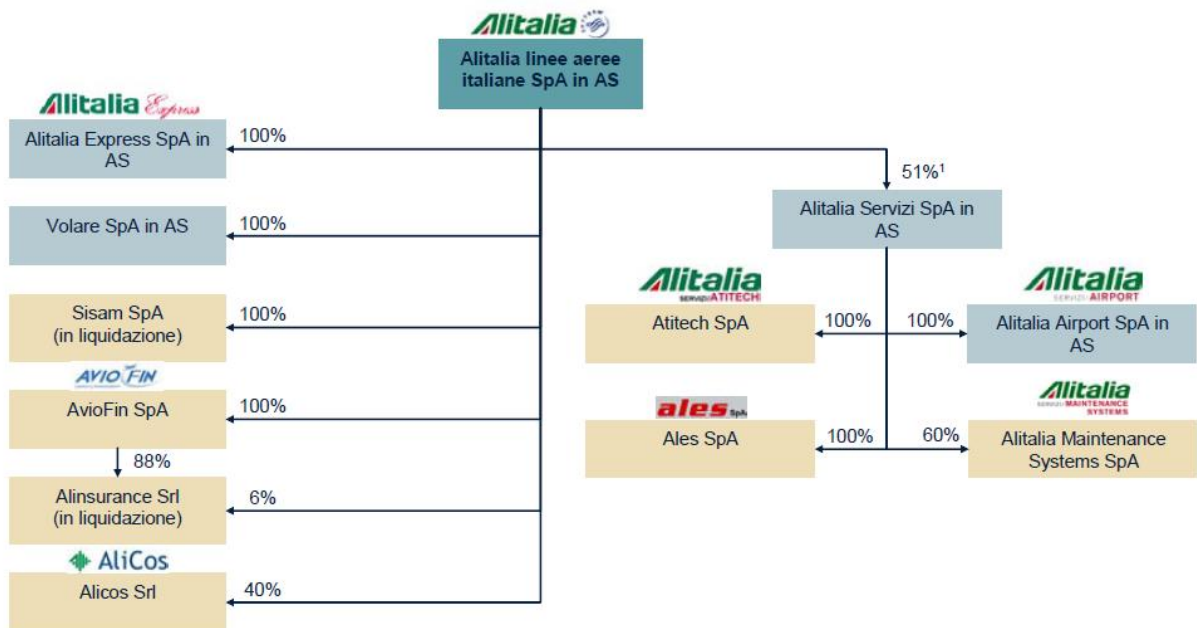 Alitalia
Alitalia linee aeree
italiane SpA in AS
Alitalia Express
Alitalia Express SpA in
AS
100%
51%¹
Volare SpA in AS
100%
Alitalia Servizi SpA in
AS
Sisam SpA
(in liquidazione)
100%
Alitalia
SERVIZI ATITECH
Atitech SpA
100%
100%
Alitalia
SERVIZI AIRPORT
Alitalia Airport SpA in
AS
AVIOFIN
AvioFin SpA
100%
88%
ales SpA
Ales SpA
100%
60%
Alitalia
SERVIZI MAINTENANCE
SYSTEMS
Alitalia Maintenance
Systems SpA
Alinsurance Srl
(in liquidazione)
6%
AliCos
Alicos Srl
40%